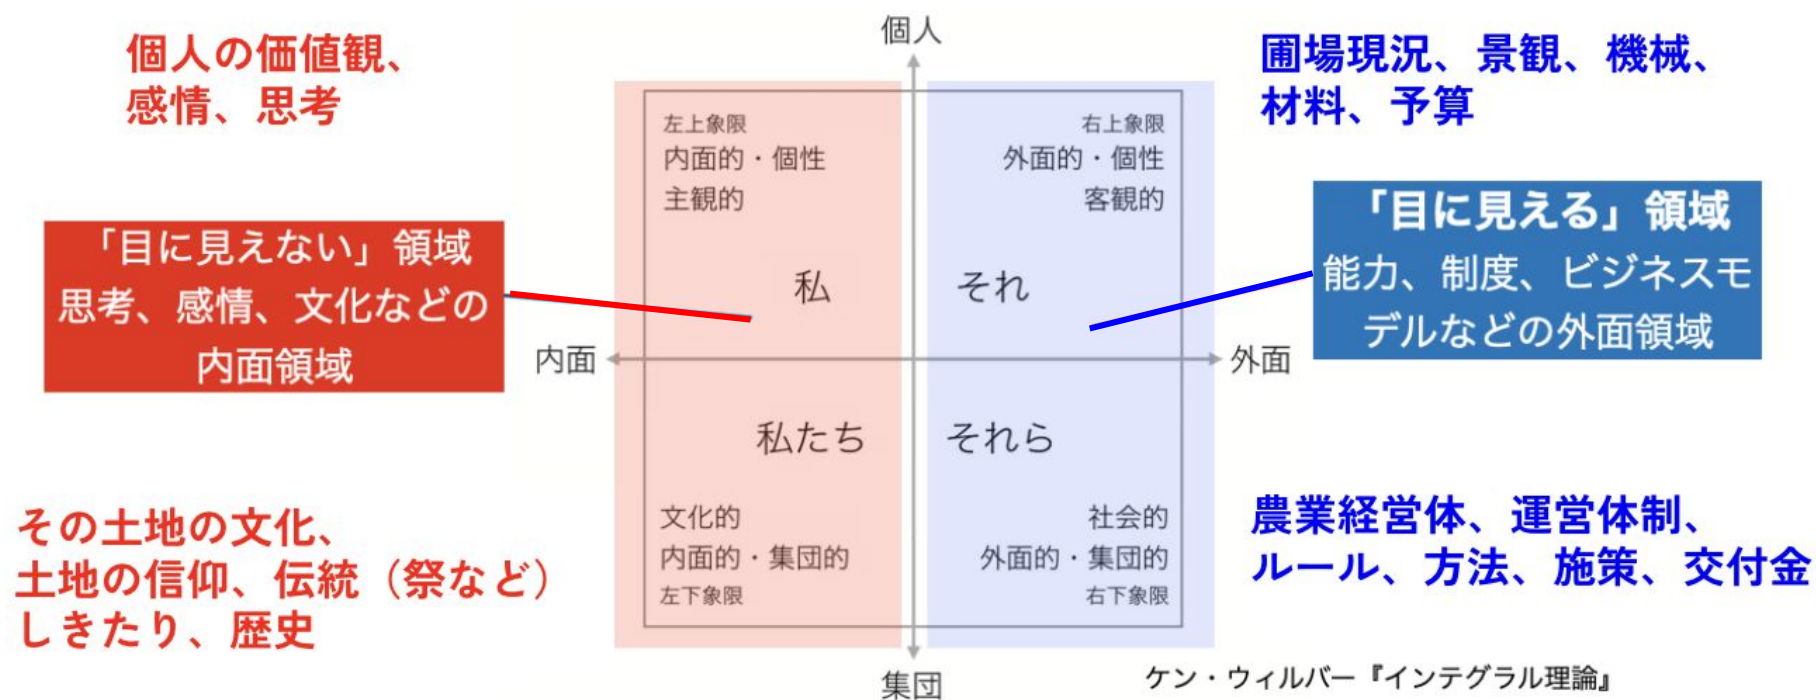 個人
個人の価値観、
感情、思考
圃場現況、景観、機械、
材料、予算
左上象限
内面的・個性
主観的
右上象限
外面的・個性
客観的
「目に見えない」領域
思考、感情、文化などの
内面領域
「目に見える」領域
能力、制度、ビジネスモ
デルなどの外面領域
私
それ
内面
外面
私たち
それら
その土地の文化、
土地の信仰、伝統（祭など）
しきたり、歴史
文化的
内面的・集団的
左下象限
社会的
外面的・集団的
右下象限
農業経営体、運営体制、
ルール、方法、施策、交付金
集団
ケン・ウィルバー『インテグラル理論』